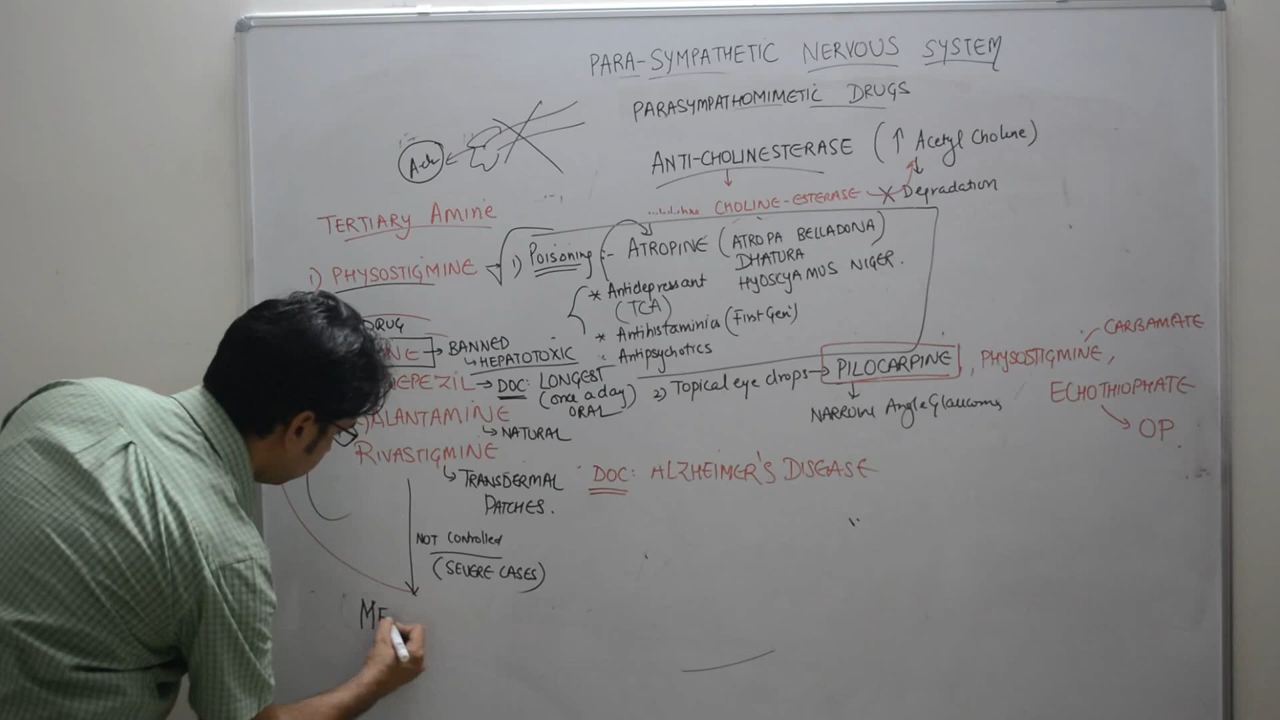 PARA-SYMPATHETIC NERVOUS SYSTEM
PARASYMPATHOMIMETIC DRUGS
Ach
ANTI-CHOLINESTERASE (↑ Acetyl Choline)
CHOLINE-ESTERASE X Degradation
TERTIARY AMINE
1) PHYSOSTIGMINE
1) Poisoning :- ATROPINE (ATROPA BELLADONA)
DHATURA
HYOSCYAMUS NIGER.
* Antidepressant
(TCA)
* Antihistaminics (First Gen)
Antipsychotics
DRUG
→ BANNED
↳ HEPATOTOXIC
→ DOC: LONGEST
(once a day)
ORAL
2) Topical eye drops → PILOCARPINE , PHYSOSTIGMINE ,
CARBAMATE
ECHOTHIOPHATE
OP.
NARROW Angle Glaucoma
ALANTAMINE
↳ NATURAL
RIVASTIGMINE
↳ TRANSDERMAL
PATCHES.
DOC: ALZHEIMER'S DISEASE
NOT Controlled
(SEVERE CASES)
ME